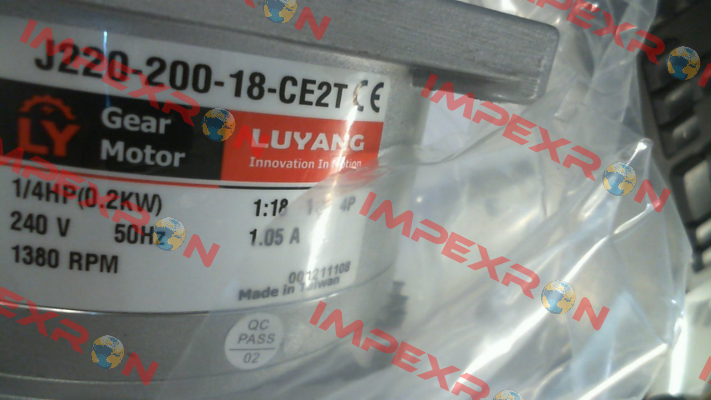 J220-200-18-CE2T CE
LY
Gear
Motor
LUYANG
Innovation In Motion
1/4HP(0.2KW)
1:18
4P
240 V
50Hz
1.05 A
1380 RPM
001211108
Made in Taiwan
QC
PASS
02
IMPEXRON
IMPEXRON
IMPEXRON
IMPEXRON
IMPEXRON
IMPEXRON